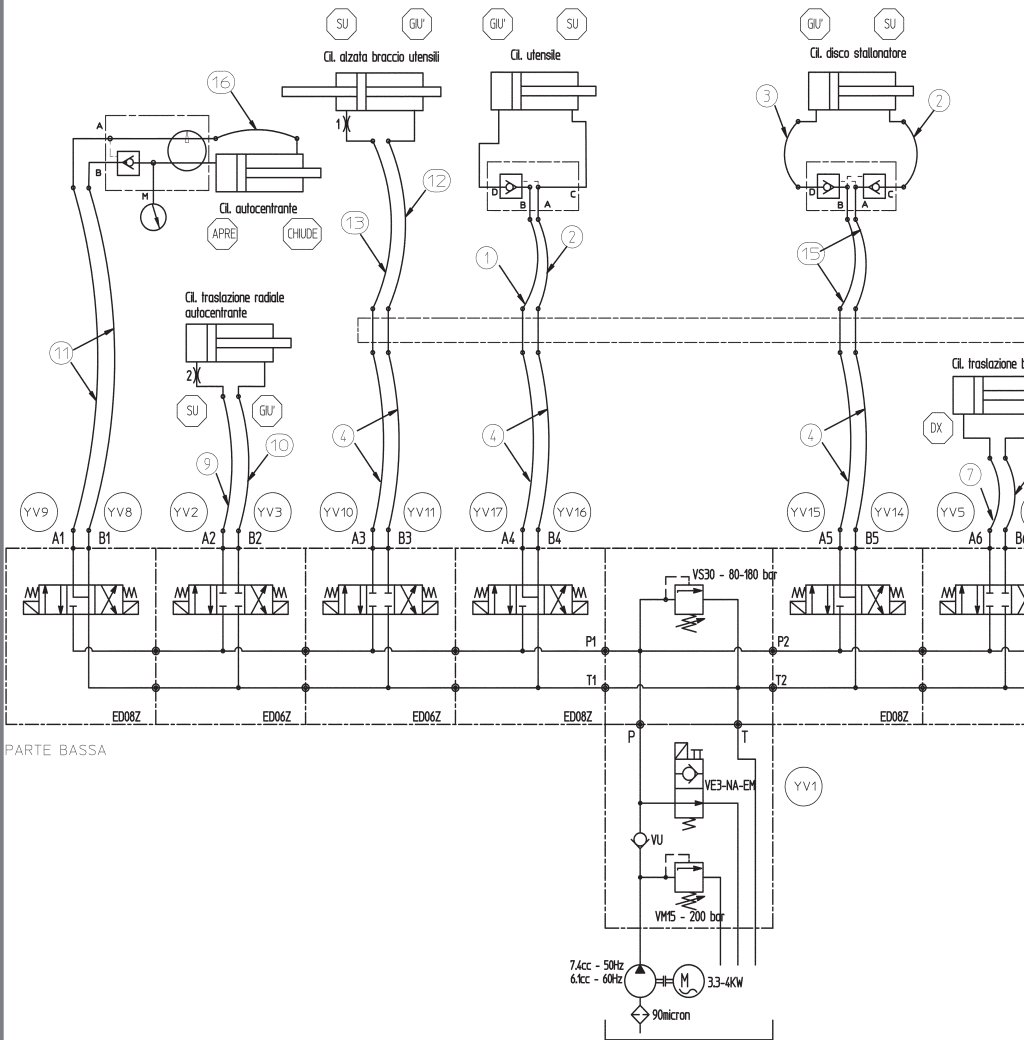 SU GIU' GIU' SU GIU' SU
Cil. alzata braccio utensili
Cil. utensile
Cil. disco stallonatore
16
3
2
A
1
B
M
12
D
C
B A
D
C
B A
Cil. autocentrante
APRE CHIUDE
13
1
2
15
Cil. traslazione radiale
autocentrante
11
2
Cil. traslazione b
SU GIU'
DX
4
4
4
10
9
7
YV9 YV8 YV2 YV3 YV10 YV11 YV17 YV16 YV15 YV14 YV5
A1 B1 A2 B2 A3 B3 A4 B4 A5 B5 A6 B6
VS30 - 80-180 bar
P1 P2
T1 T2
ED08Z ED06Z ED06Z ED08Z ED08Z
P T
PARTE BASSA
VE3-NA-EM
YV1
VU
VM15 - 200 bar
7.4cc - 50Hz
6.1cc - 60Hz
M
3.3-4KW
90micron